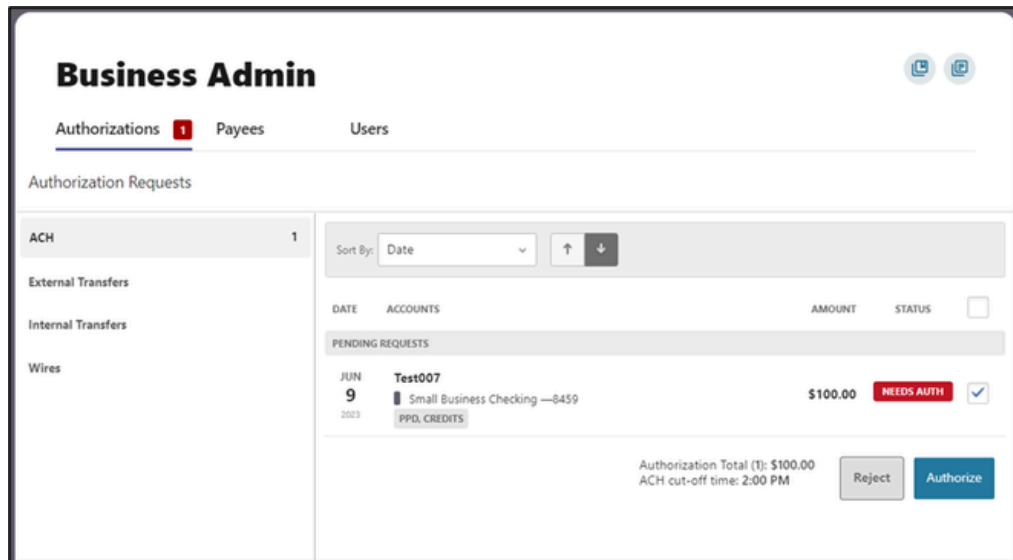 Business Admin
Authorizations 1 Payees Users
Authorization Requests
ACH 1
External Transfers
Internal Transfers
Wires
Sort By: Date
DATE ACCOUNTS AMOUNT STATUS
PENDING REQUESTS
JUN
9
2023
Test007
Small Business Checking —8459
PPD, CREDITS
$100.00 NEEDS AUTH
Authorization Total (1): $100.00
ACH cut-off time: 2:00 PM
Reject Authorize